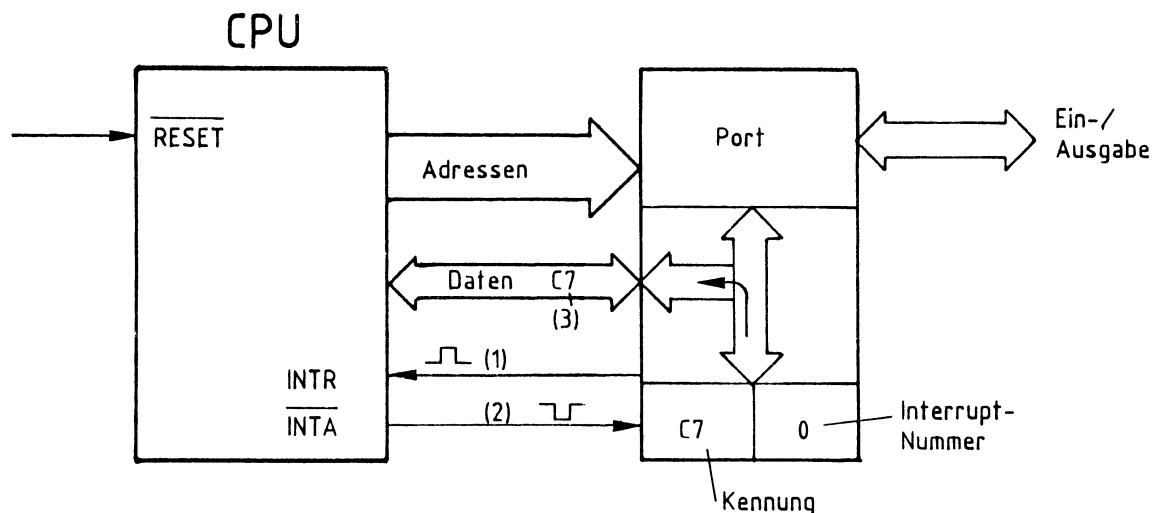 CPU
RESET
Adressen
Port
Ein-/
Ausgabe
Daten C7
(3)
(1)
INTR
INTA
(2)
C7
0
Interrupt-
Nummer
Kennung